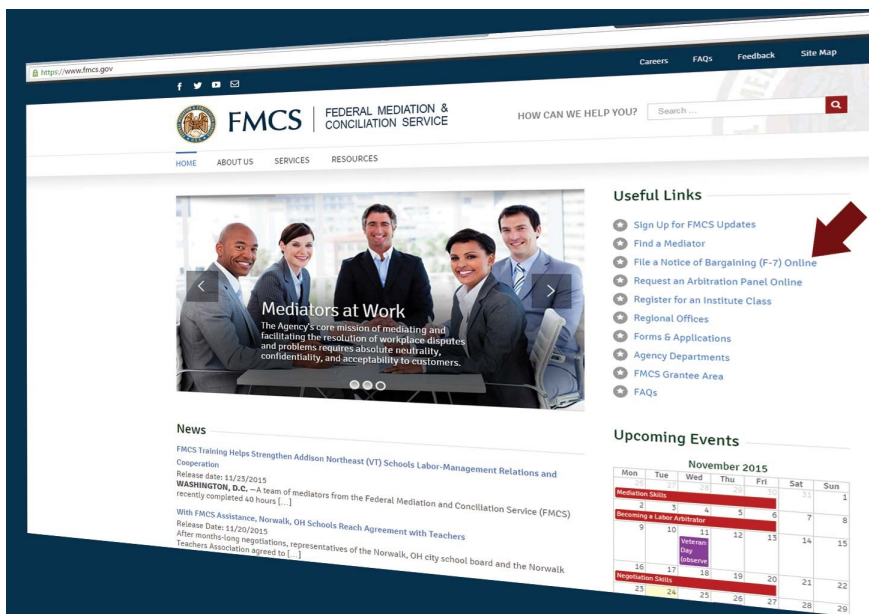 https://www.fmcs.gov
Careers FAQs Feedback Site Map
FMCS
FEDERAL MEDIATION &
CONCILIATION SERVICE
HOW CAN WE HELP YOU?
Search ...
HOME ABOUT US SERVICES RESOURCES
Mediators at Work
The Agency's core mission of mediating and
facilitating the resolution of workplace disputes
and problems requires absolute neutrality,
confidentiality, and acceptability to customers.
Useful Links
Sign Up for FMCS Updates
Find a Mediator
File a Notice of Bargaining (F-7) Online
Request an Arbitration Panel Online
Register for an Institute Class
Regional Offices
Forms & Applications
Agency Departments
FMCS Grantee Area
FAQs
News
FMCS Training Helps Strengthen Addison Northeast (VT) Schools Labor-Management Relations and
Cooperation
Release date: 11/23/2015
WASHINGTON, D.C. – A team of mediators from the Federal Mediation and Conciliation Service (FMCS)
recently completed 40 hours [...]
With FMCS Assistance, Norwalk, OH Schools Reach Agreement with Teachers
Release Date: 11/20/2015
After months-long negotiations, representatives of the Norwalk, OH city school board and the Norwalk
Teachers Association agreed to [...]
Upcoming Events
November 2015
Mon Tue Wed Thu Fri Sat Sun
26 27 28 29 30 31 1
Mediation Skills
2 3 4 5 6 7 8
Becoming a Labor Arbitrator
9 10 11 12 13 14 15
Veteran
Day
(observe
16 17 18 19 20 21 22
Negotiation Skills
23 24 25 26 27 28 29